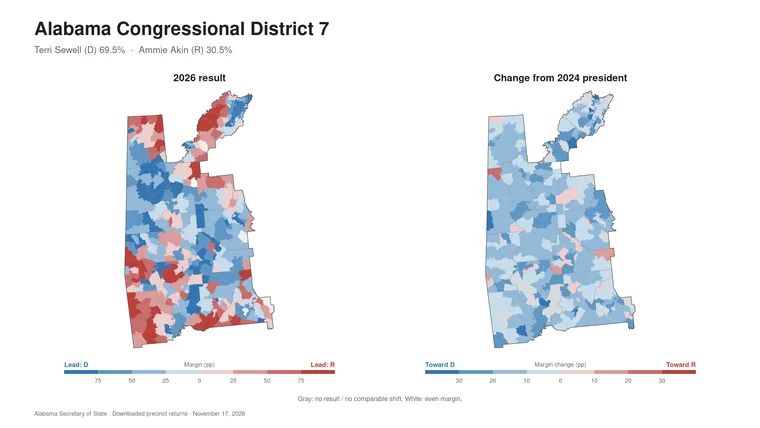 Alabama Congressional District 7
Terri Sewell (D) 69.5% · Ammie Akin (R) 30.5%
2026 result
Change from 2024 president
Lead: D Margin (pp) Lead: R
75 50 25 0 25 50 75
Toward D Margin change (pp) Toward R
30 20 10 0 10 20 30
Gray: no result / no comparable shift. White: even margin.
Alabama Secretary of State · Downloaded precinct returns · November 17, 2026